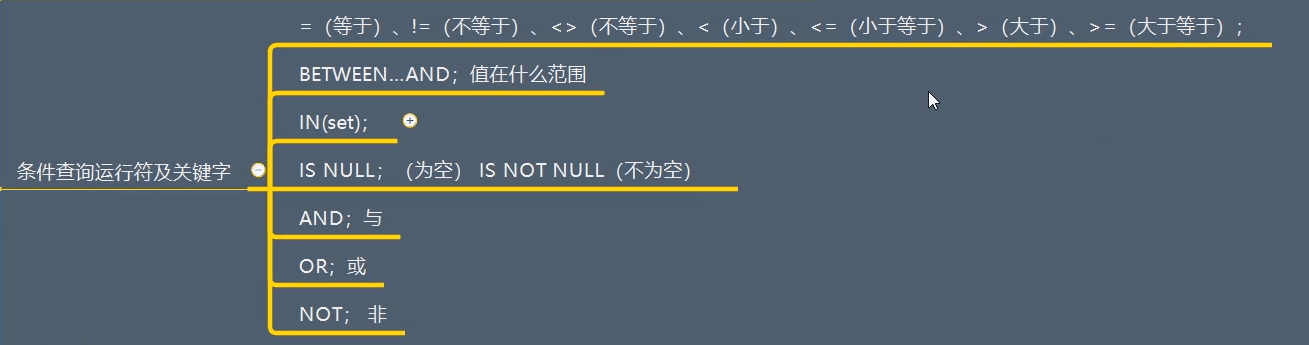 =（等于）、!=（不等于）、<>（不等于）、<（小于）、<=（小于等于）、>（大于）、>=（大于等于）;
BETWEEN...AND；值在什么范围
IN(set)；
条件查询运行符及关键字
IS NULL；（为空） IS NOT NULL（不为空）
AND；与
OR；或
NOT； 非